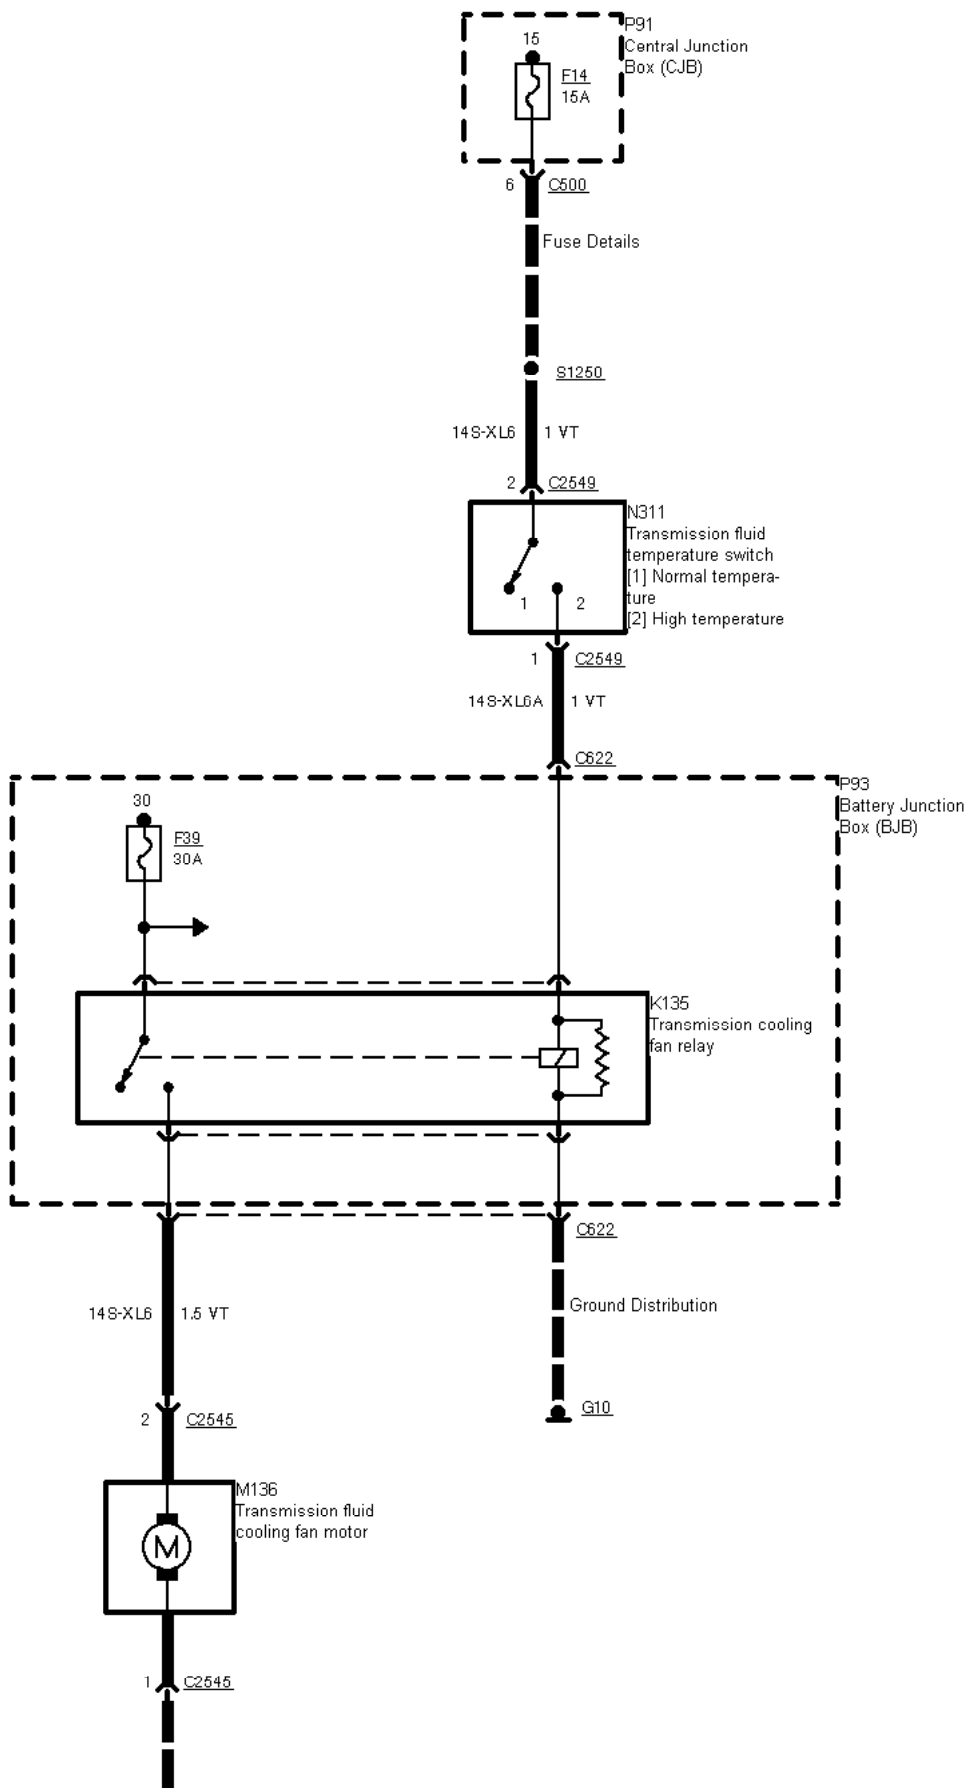 P91
Central Junction
Box (CJB)
15
F14
15A
6
C500
Fuse Details
S1250
14S-XL6
1 VT
2
C2549
N311
Transmission fluid
temperature switch
[1] Normal tempera-
ture
[2] High temperature
1
2
1
C2549
14S-XL6A
1 VT
C622
P93
Battery Junction
Box (BJB)
30
F39
30A
K135
Transmission cooling
fan relay
C622
14S-XL6
1.5 VT
Ground Distribution
G10
2
C2545
M136
Transmission fluid
cooling fan motor
M
1
C2545